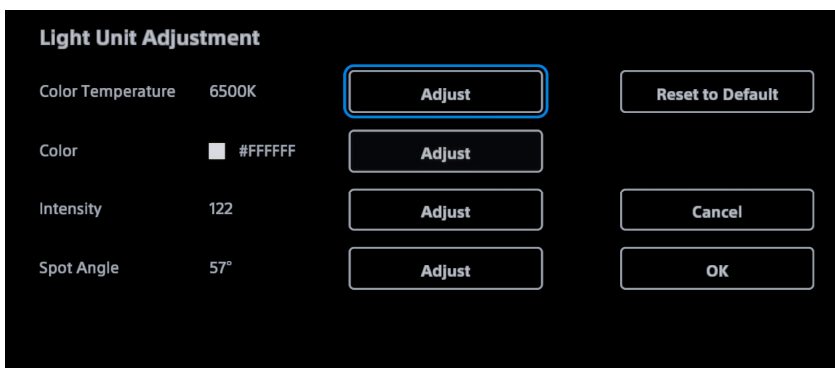 Light Unit Adjustment
Color Temperature 6500K Adjust Reset to Default
Color #FFFFFF Adjust
Intensity 122 Adjust Cancel
Spot Angle 57° Adjust OK